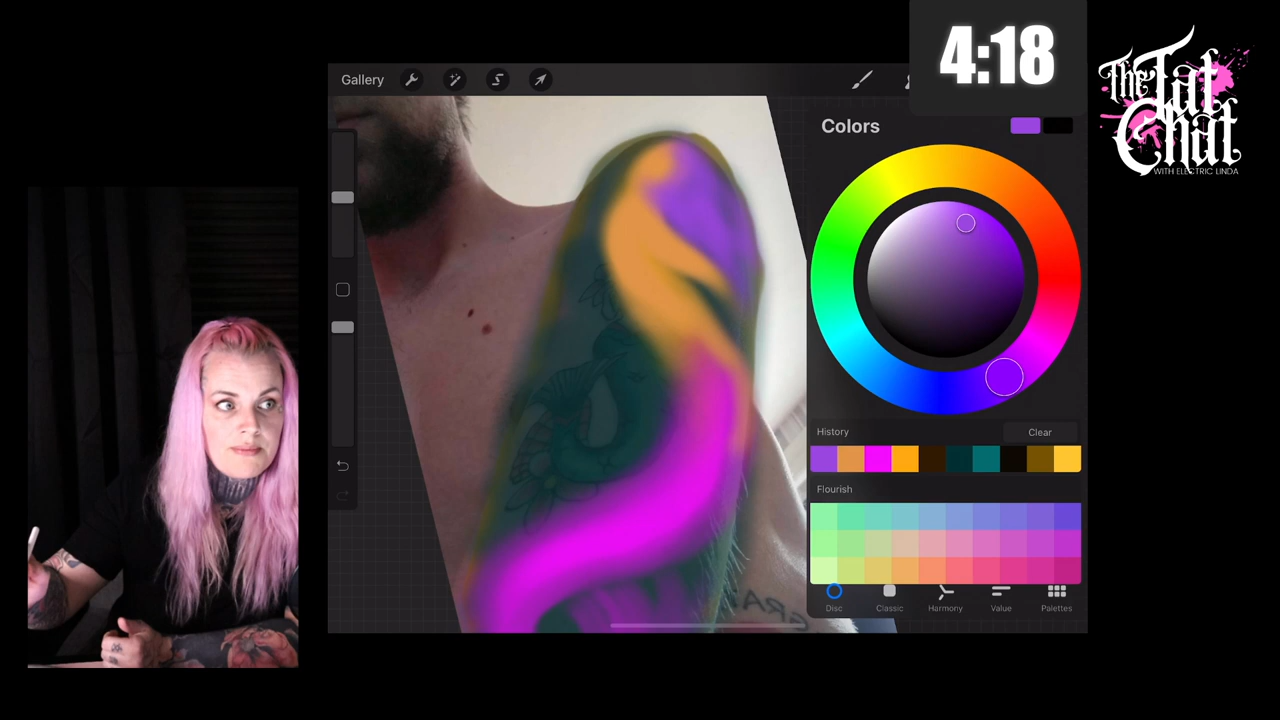 4:18
The Tat
Chat
WITH ELECTRIC LINDA
Gallery
Colors
History
Clear
Flourish
Disc
Classic
Harmony
Value
Palettes